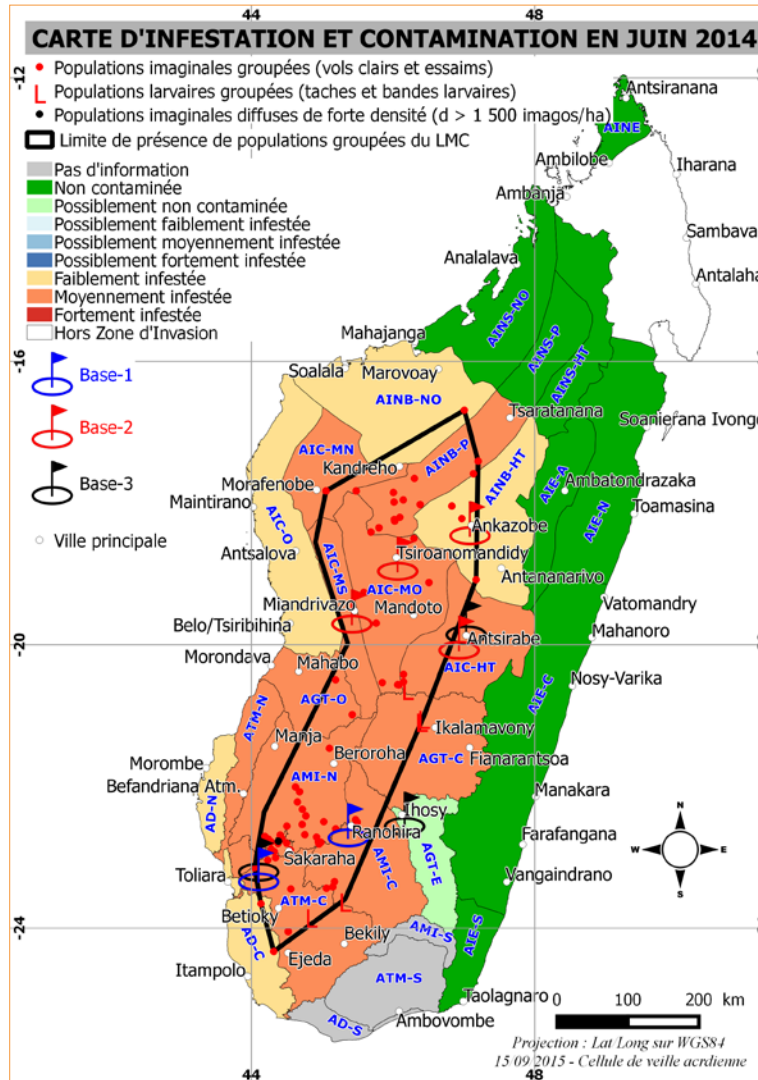 44 48
CARTE D'INFESTATION ET CONTAMINATION EN JUIN 2014
Populations imaginales groupées (vols clairs et essaims)
L Populations larvaires groupées (taches et bandes larvaires)
Populations imaginales diffuses de forte densité (d > 1 500 imagos/ha)
Limite de présence de populations groupées du LMC
Pas d'information
Non contaminée
Possiblement non contaminée
Possiblement faiblement infestée
Possiblement moyennement infestée
Possiblement fortement infestée
Faiblement infestée
Moyennement infestée
Fortement infestée
Hors Zone d'Invasion
Base-1
Base-2
Base-3
Ville principale
-12
Antsiranana
AINE
Ambilobe
Iharana
Ambanja
Sambava
Analalava
Antalaha
AINS-NO
AINS-P
AINS-HT
Mahajanga
-16
Soalala
Marovoay
AINB-NO
Tsaratanana
Soanierana Ivongo
AIC-MN
AINB-P
Kandreho
AINB-HT
AIE-A
Ambatondrazaka
Morafenobe
Maintirano
AIE-N
Toamasina
Ankazobe
AIC-O
Antsalova
AIC-MS
Tsiroanomandidy
AIC-MO
Antananarivo
Miandrivazo
Mandoto
Vatomandry
Belo/Tsiribihina
Antsirabe
Mahanoro
-20
Morondava
Mahabo
AIC-HT
L
Nosy-Varika
AGT-O
AIE-C
ATM-N
L
Ikalamavony
Manja
Beroroha
AGT-C
Fianarantsoa
Morombe
AMI-N
Befandriana Atm.
AD-N
Manakara
Ihosy
Ranohira
Farafangana
Sakaraha
AMI-C
AGT-E
Toliara
Vangaindrano
ATM-C
L
Betioky
L
-24
AD-C
Bekily
AMI-S
AIE-S
Ejeda
Itampolo
ATM-S
Taolagnaro
AD-S
Ambovombe
N
W E
S
0 100 200 km
Projection : Lat Long sur WGS84
15 09 2015 - Cellule de veille acrdienne
44 48